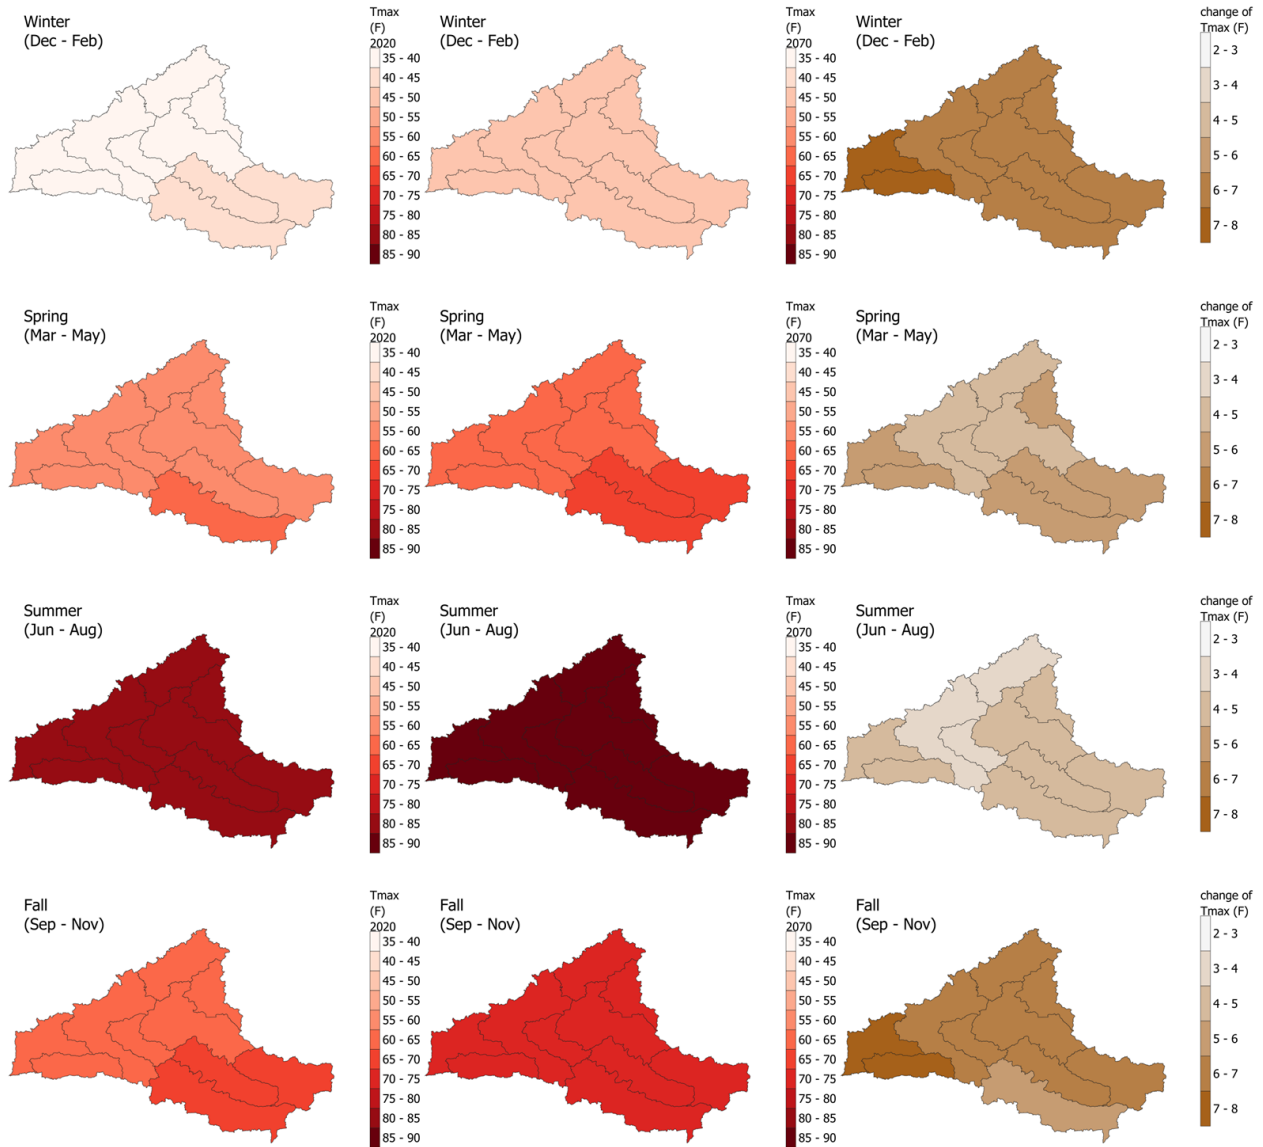 Winter
(Dec - Feb)
Tmax
(F)
2020
35 - 40
40 - 45
45 - 50
50 - 55
55 - 60
60 - 65
65 - 70
70 - 75
75 - 80
80 - 85
85 - 90
Winter
(Dec - Feb)
Tmax
(F)
2070
35 - 40
40 - 45
45 - 50
50 - 55
55 - 60
60 - 65
65 - 70
70 - 75
75 - 80
80 - 85
85 - 90
Winter
(Dec - Feb)
change of
Tmax (F)
2 - 3
3 - 4
4 - 5
5 - 6
6 - 7
7 - 8
Spring
(Mar - May)
Tmax
(F)
2020
35 - 40
40 - 45
45 - 50
50 - 55
55 - 60
60 - 65
65 - 70
70 - 75
75 - 80
80 - 85
85 - 90
Spring
(Mar - May)
Tmax
(F)
2070
35 - 40
40 - 45
45 - 50
50 - 55
55 - 60
60 - 65
65 - 70
70 - 75
75 - 80
80 - 85
85 - 90
Spring
(Mar - May)
change of
Tmax (F)
2 - 3
3 - 4
4 - 5
5 - 6
6 - 7
7 - 8
Summer
(Jun - Aug)
Tmax
(F)
2020
35 - 40
40 - 45
45 - 50
50 - 55
55 - 60
60 - 65
65 - 70
70 - 75
75 - 80
80 - 85
85 - 90
Summer
(Jun - Aug)
Tmax
(F)
2070
35 - 40
40 - 45
45 - 50
50 - 55
55 - 60
60 - 65
65 - 70
70 - 75
75 - 80
80 - 85
85 - 90
Summer
(Jun - Aug)
change of
Tmax (F)
2 - 3
3 - 4
4 - 5
5 - 6
6 - 7
7 - 8
Fall
(Sep - Nov)
Tmax
(F)
2020
35 - 40
40 - 45
45 - 50
50 - 55
55 - 60
60 - 65
65 - 70
70 - 75
75 - 80
80 - 85
85 - 90
Fall
(Sep - Nov)
Tmax
(F)
2070
35 - 40
40 - 45
45 - 50
50 - 55
55 - 60
60 - 65
65 - 70
70 - 75
75 - 80
80 - 85
85 - 90
Fall
(Sep - Nov)
change of
Tmax (F)
2 - 3
3 - 4
4 - 5
5 - 6
6 - 7
7 - 8